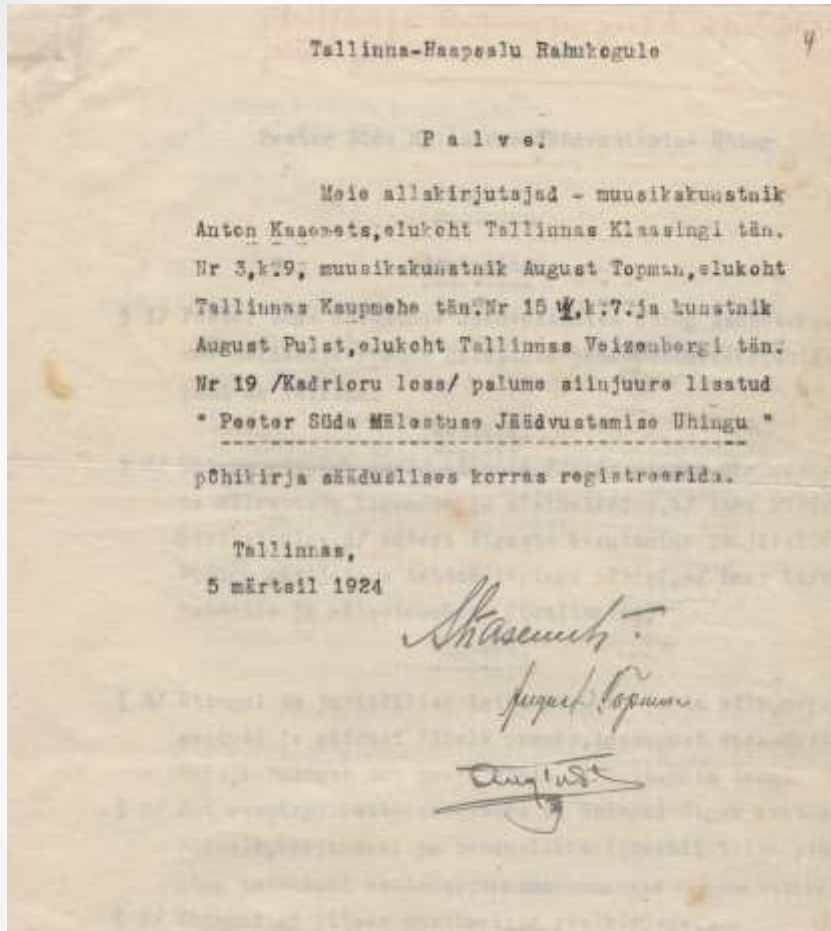 4
Tallinna-Haapsalu Rahukogule
Palve.
Meie allakirjutajad - muusikakunstnik
Anton Kasemets,elukoht Tallinnas Klaasingi tän.
Nr 3,k.9, muusikakunstnik August Topman,elukoht
Tallinnas Kaupmehe tän.Nr 15 ,k.7.ja kunstnik
August Pulst,elukoht Tallinnas Veizenbergi tän.
Nr 19 /Kadrioru loss/ palume siinjuure lisatud
" Peeter Süda Mälestuse Jäädvustamise Ühingu "
põhikirja sääduslises korras registreerida.
Tallinnas,
5 märtsil 1924
AKasemets.
August Topman